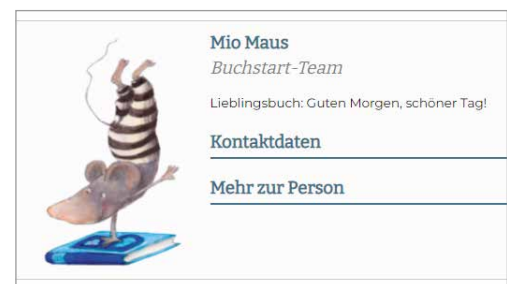 Mio Maus
Buchstart-Team
Lieblingsbuch: Guten Morgen, schöner Tag!
Kontaktdaten
Mehr zur Person